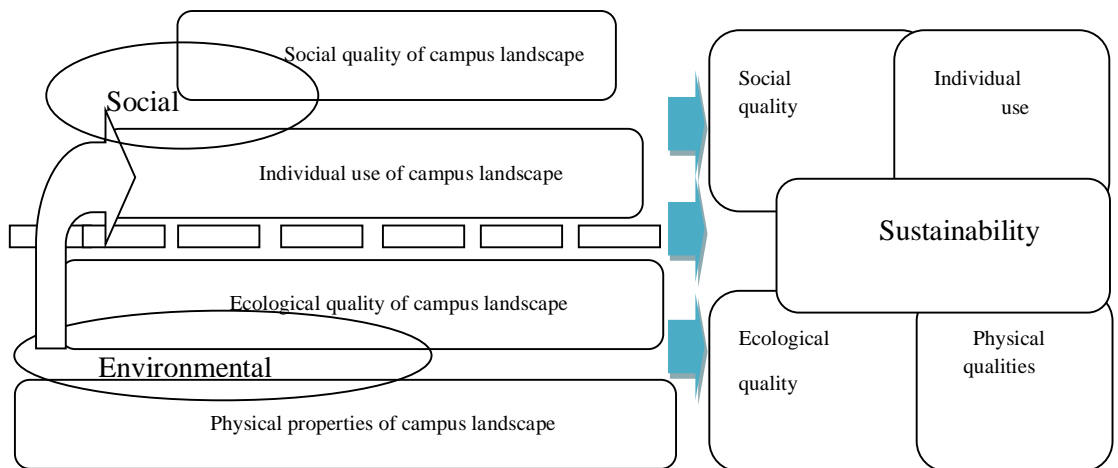 Social quality of campus landscape
Social
Individual use of campus landscape
Ecological quality of campus landscape
Environmental
Physical properties of campus landscape
Social
quality
Individual
use
Sustainability
Ecological
quality
Physical
qualities